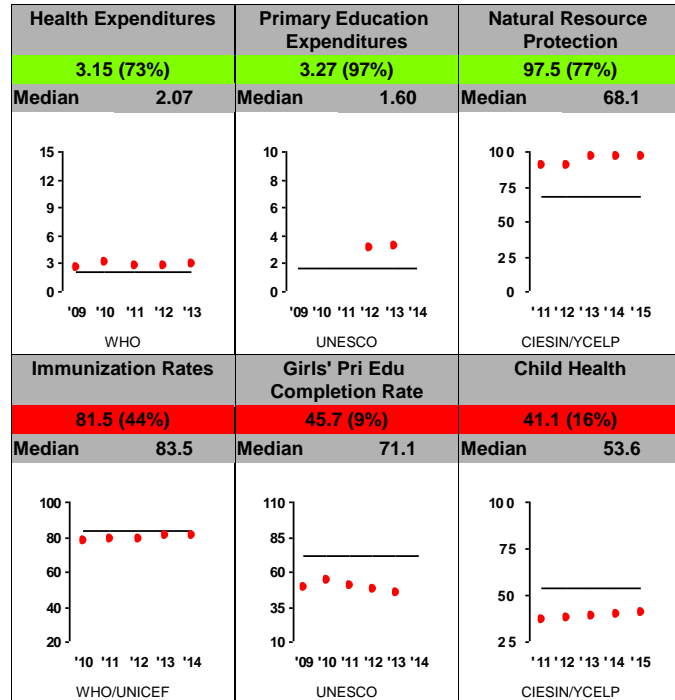 Health Expenditures
3.15 (73%)
Median 2.07
15
12
9
6
3
0
'09 '10 '11 '12 '13
WHO
Primary Education
Expenditures
3.27 (97%)
Median 1.60
10
8
6
4
2
0
'09 '10 '11 '12 '13 '14
UNESCO
Natural Resource
Protection
97.5 (77%)
Median 68.1
100
75
50
25
0
'11 '12 '13 '14 '15
CIESIN/YCELP
Immunization Rates
81.5 (44%)
Median 83.5
100
80
60
40
20
'10 '11 '12 '13 '14
WHO/UNICEF
Girls' Pri Edu
Completion Rate
45.7 (9%)
Median 71.1
110
85
60
35
10
'09 '10 '11 '12 '13 '14
UNESCO
Child Health
41.1 (16%)
Median 53.6
100
75
50
25
'11 '12 '13 '14 '15
CIESIN/YCELP